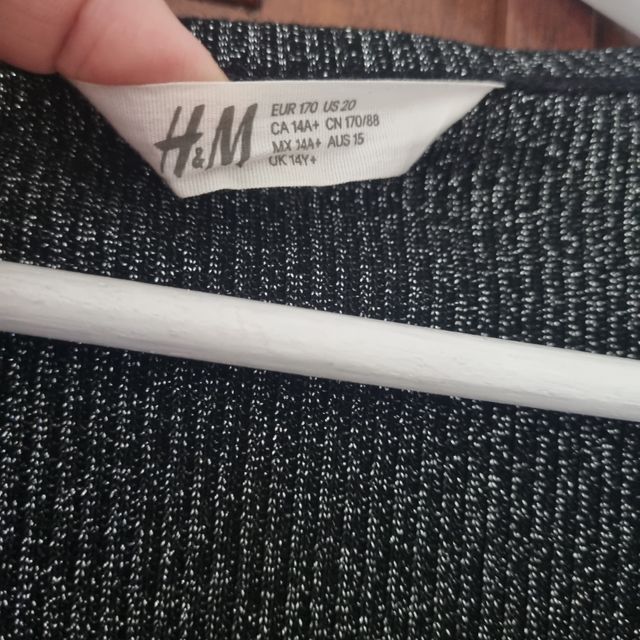 H&M
EUR 170 US 20
CA 14A+ CN 170/88
MX 14A+ AUS 15
UK 14Y+